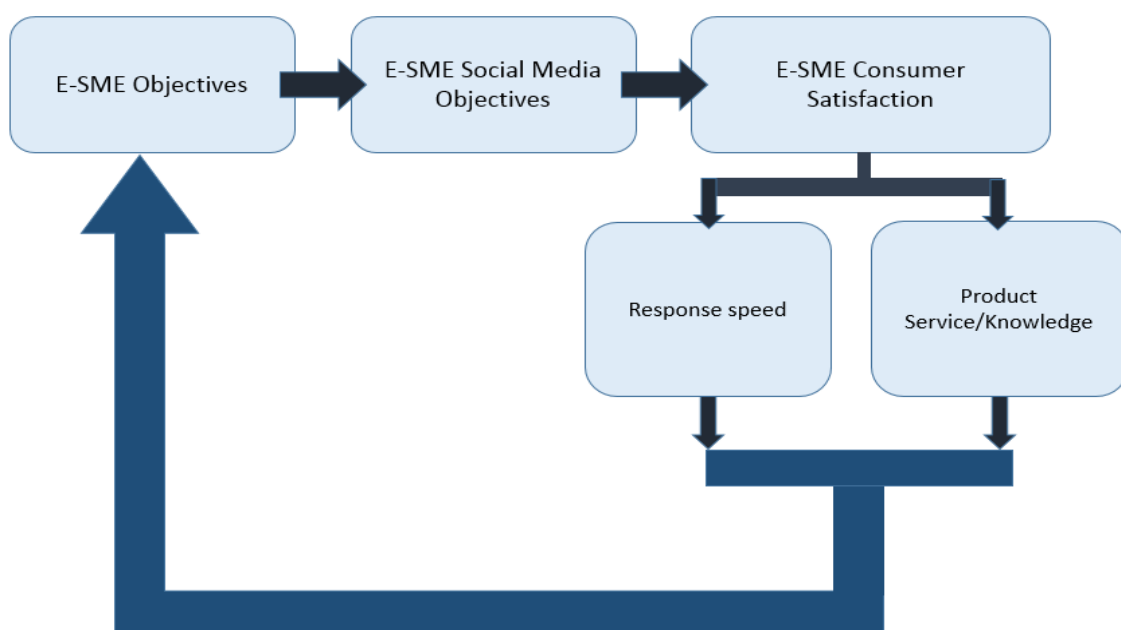 E-SME Objectives
E-SME Social Media
Objectives
E-SME Consumer
Satisfaction
Response speed
Product
Service/Knowledge